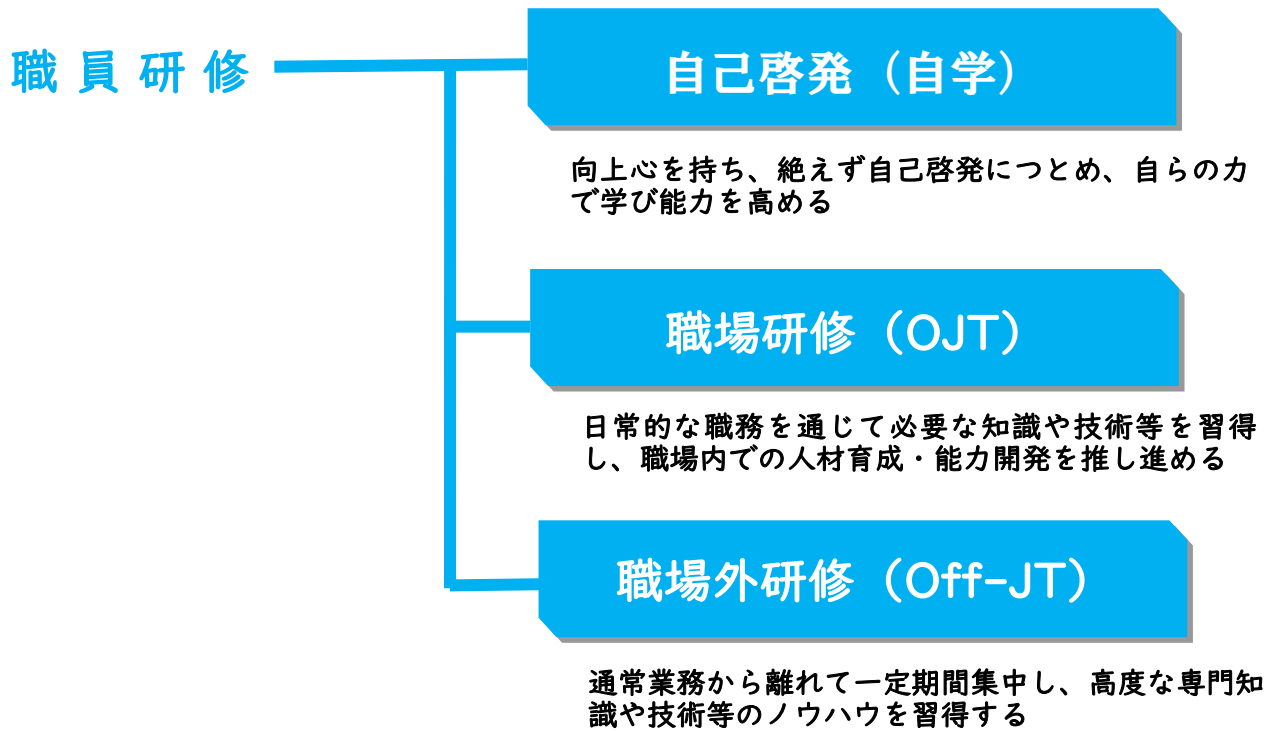 職員研修
自己啓発（自学）
向上心を持ち、絶えず自己啓発につとめ、自らの力
で学び能力を高める
職場研修（OJT）
日常的な職務を通じて必要な知識や技術等を習得
し、職場内での人材育成・能力開発を推し進める
職場外研修（Off-JT）
通常業務から離れて一定期間集中し、高度な専門知
識や技術等のノウハウを習得する